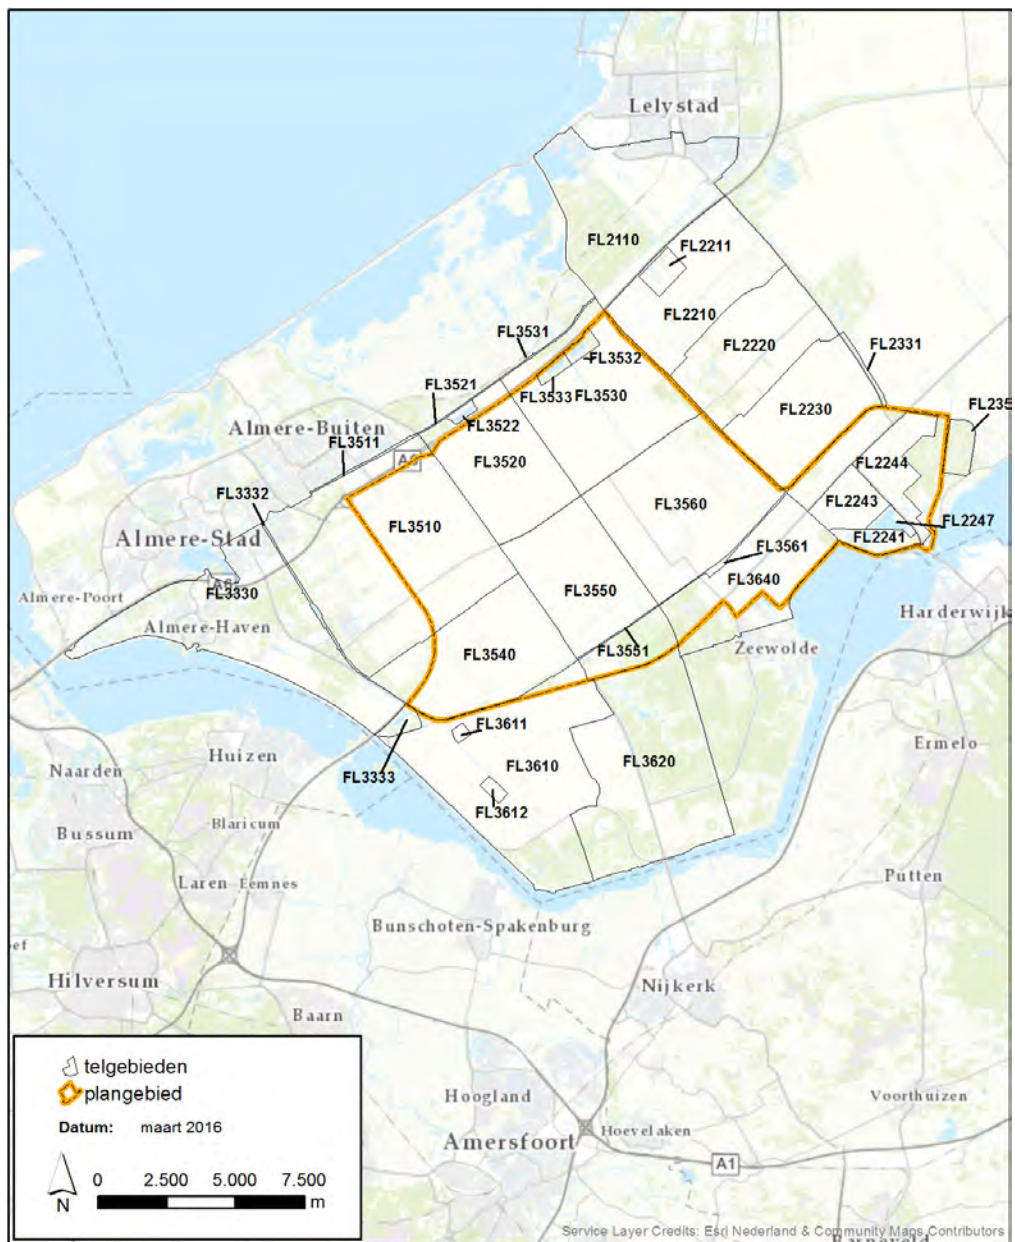 Lelystad
FL2110
FL2211
FL2210
FL3531
FL2220
FL2331
FL3532
FL3521
FL3533
FL3530
FL235
FL2230
Almere-Buiten
FL3522
FL3511
A6
FL3520
FL2244
FL3332
FL2243
FL3560
FL2247
FL3510
Almere-Stad
FL2241
FL3561
FL3640
A6
FL3330
Almere-Poort
FL3550
Harderwijk
Almere-Haven
FL3551
Zeewolde
FL3540
FL3611
Ermelo
Huizen
FL3610
FL3620
Naarden
FL3333
FL3612
Blaricum
Bussum
Putten
Laren
Eemnes
Bunschoten-Spakenburg
ef
Hilversum
Nijkerk
Baarn
telgebieden
plangebied
Datum: maart 2016
0 2.500 5.000 7.500
m
N
Hoogland
Voorthuizen
Hoevelaken
Amersfoort
A1
Service Layer Credits: Esri Nederland & Community Maps Contributors
Barneveld